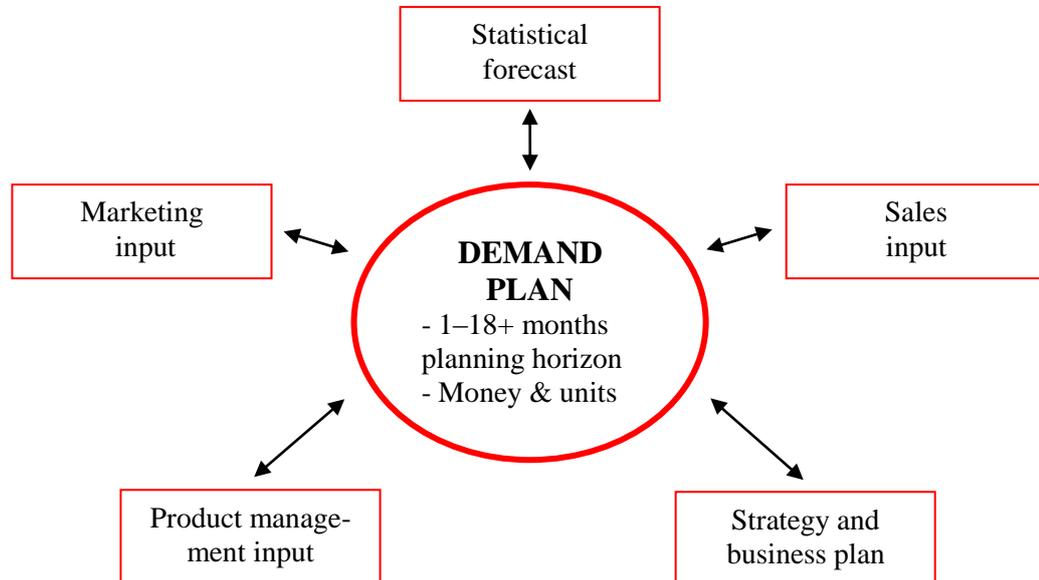 Statistical
forecast
Marketing
input
Sales
input
DEMAND
PLAN
- 1–18+ months
planning horizon
- Money & units
Product manage-
ment input
Strategy and
business plan